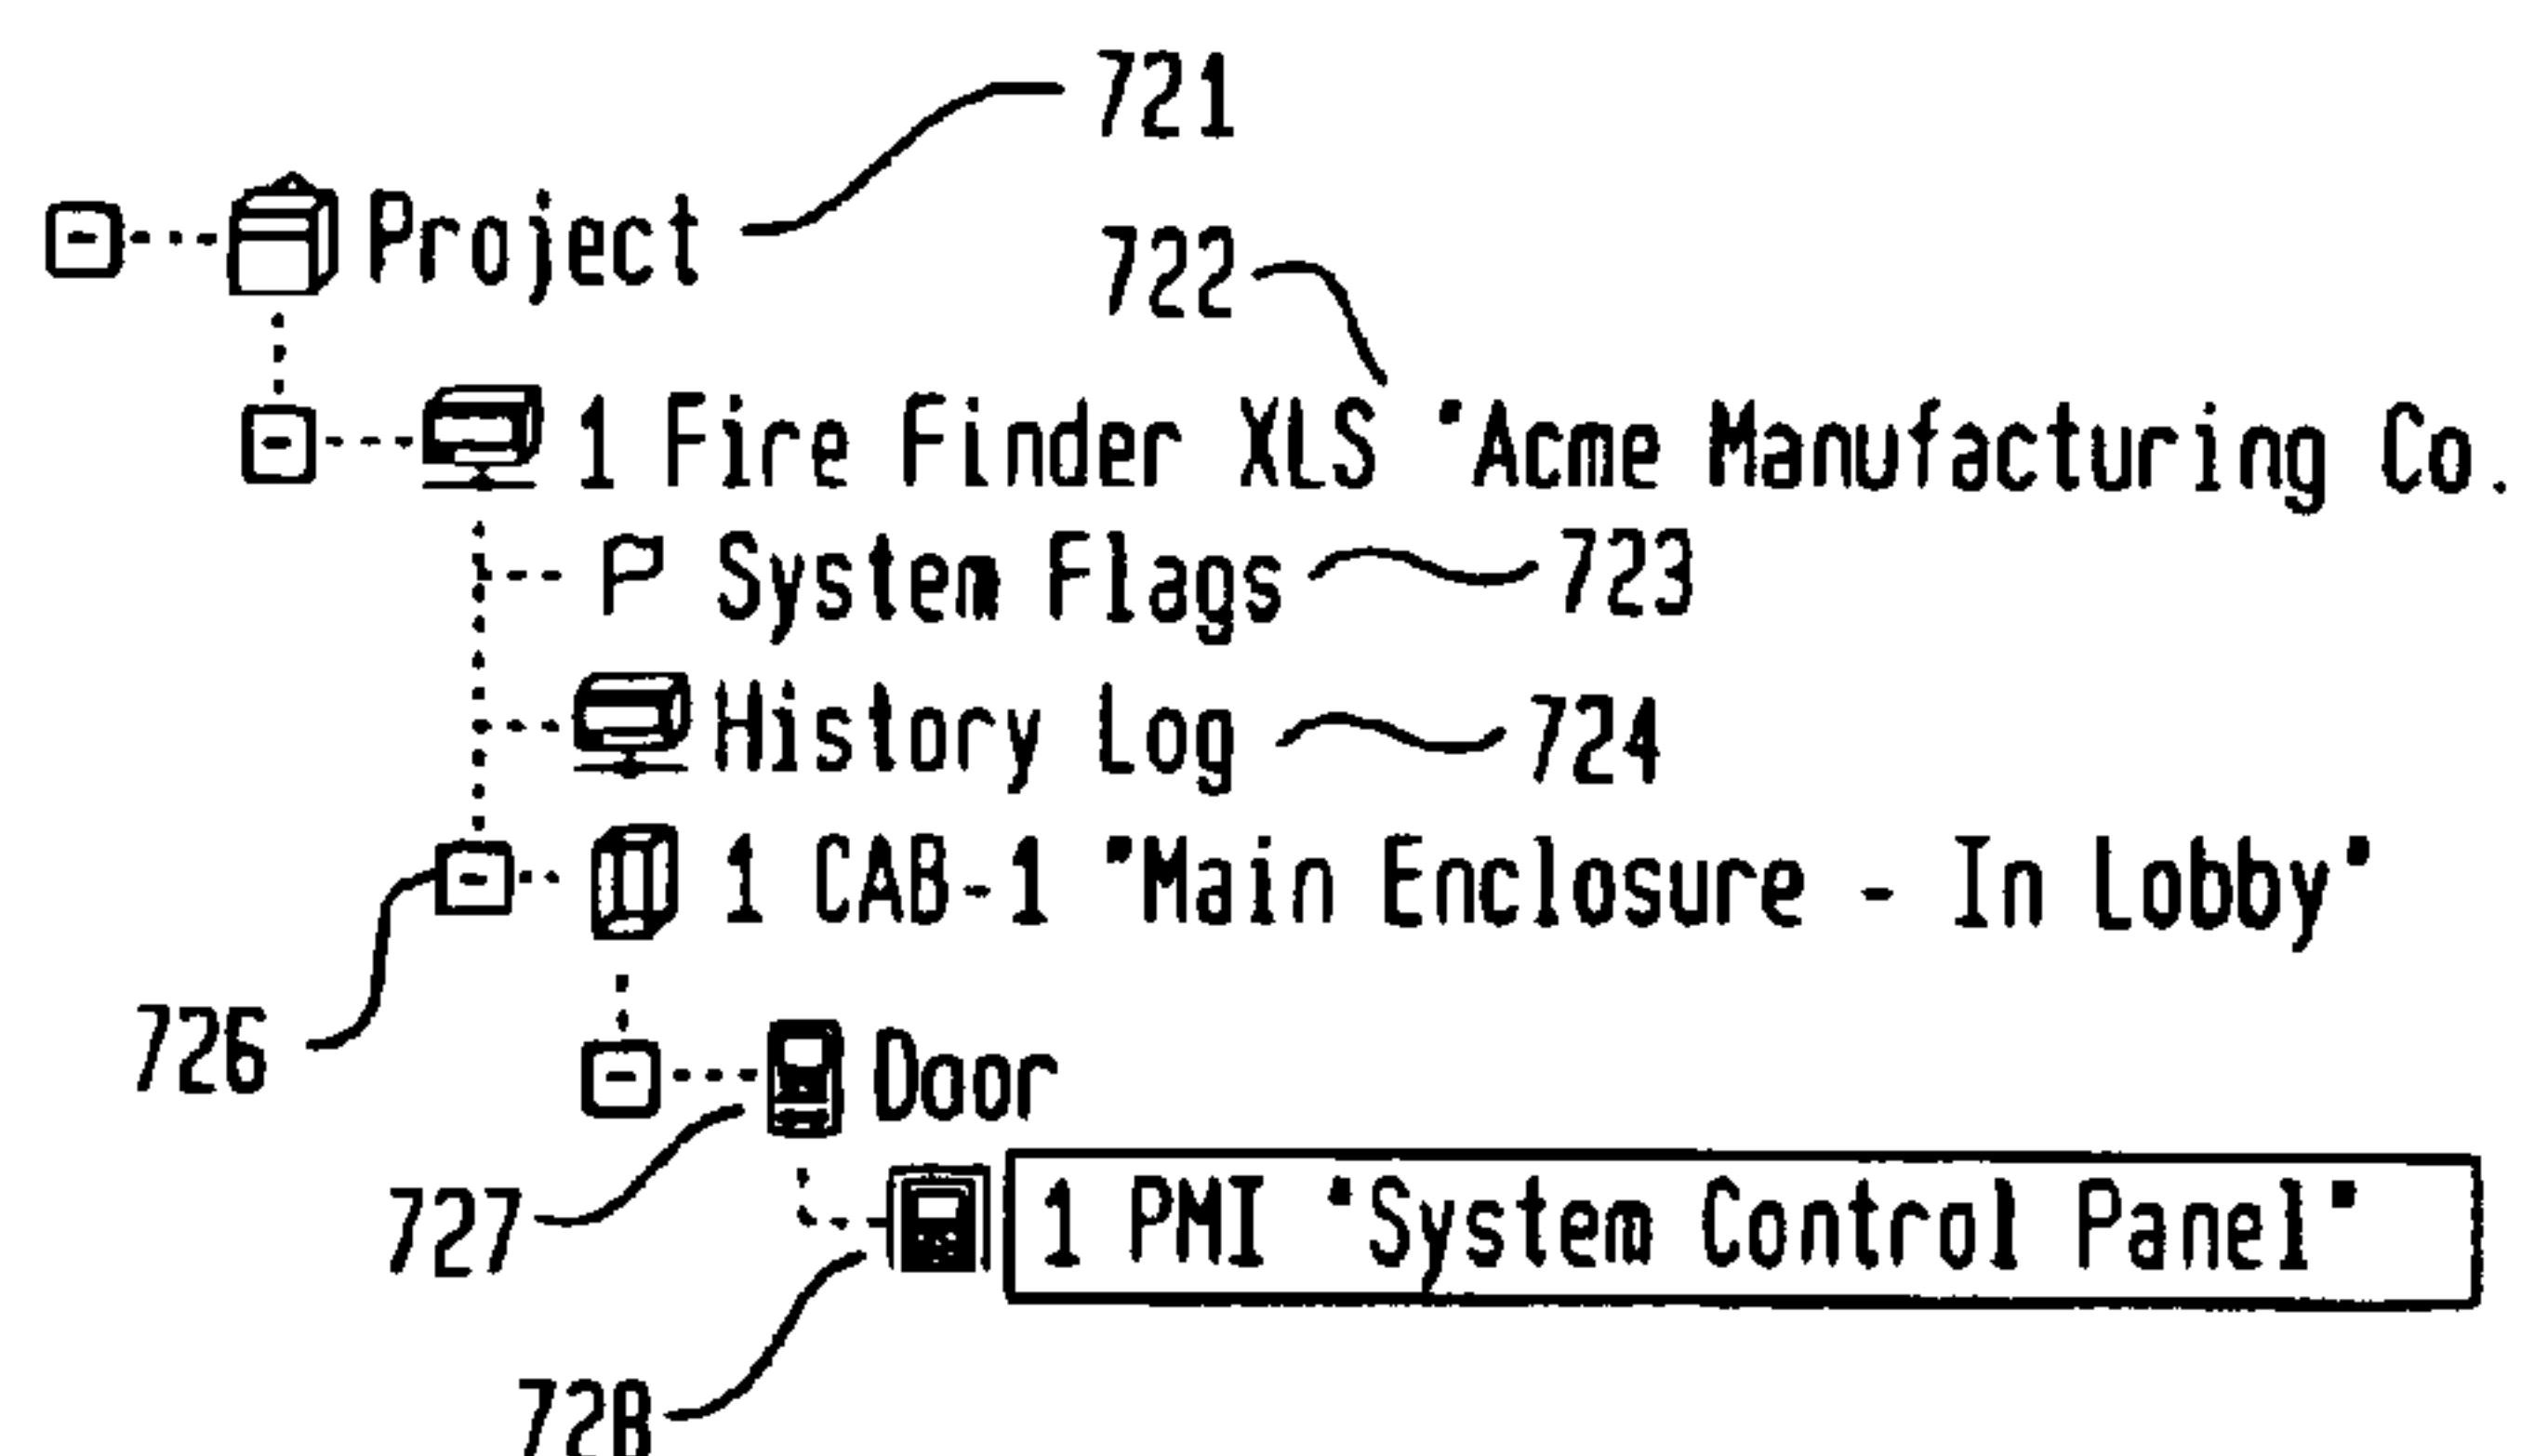 721
Project
722
1 Fire Finder XLS "Acme Manufacturing Co.
System Flags 723
History Log 724
1 CAB-1 "Main Enclosure - In Lobby"
726
Door
727
1 PMI "System Control Panel"
728